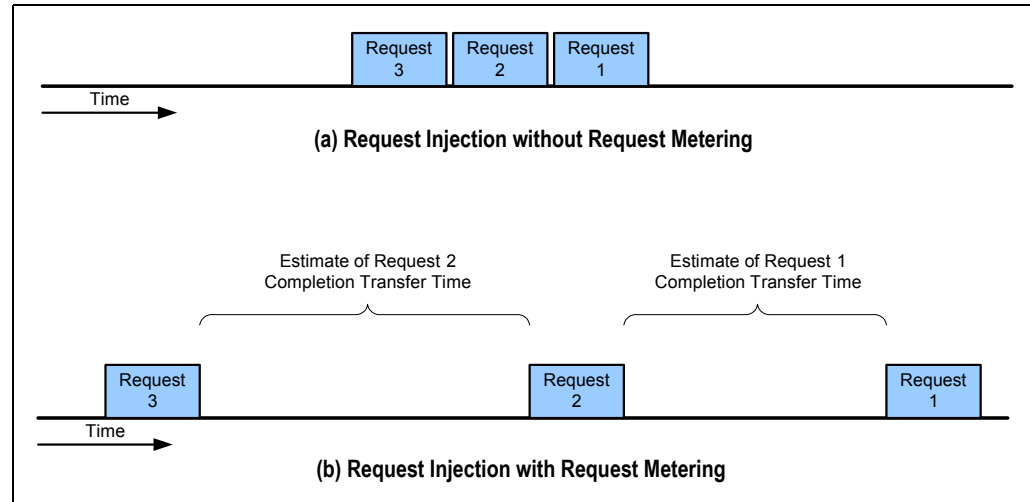 Request
3
Request
2
Request
1
Time
(a) Request Injection without Request Metering
Estimate of Request 2
Completion Transfer Time
Estimate of Request 1
Completion Transfer Time
Request
3
Request
2
Request
1
Time
(b) Request Injection with Request Metering